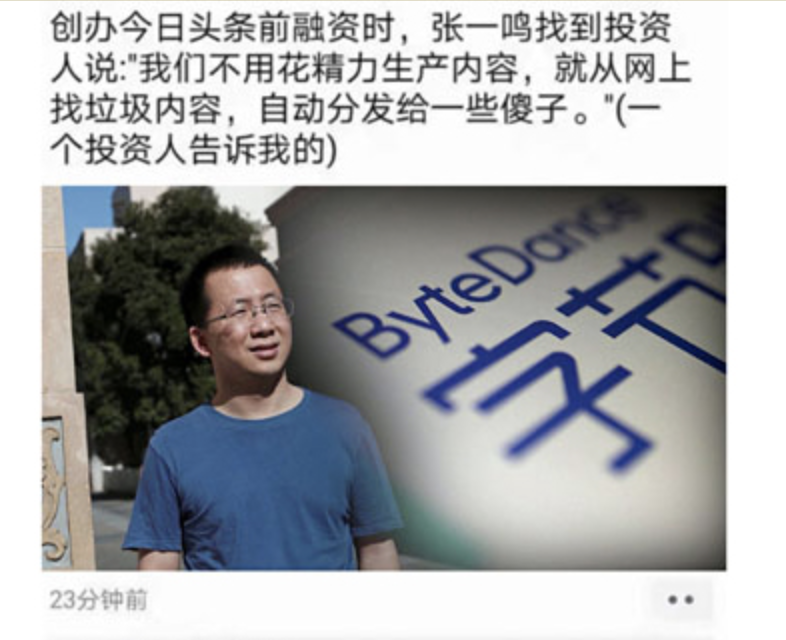 创办今日头条前融资时，张一鸣找到投资
人说:"我们不用花精力生产内容，就从网上
找垃圾内容，自动分发给一些傻子。"(一
个投资人告诉我的)
ByteDance
字节
23分钟前